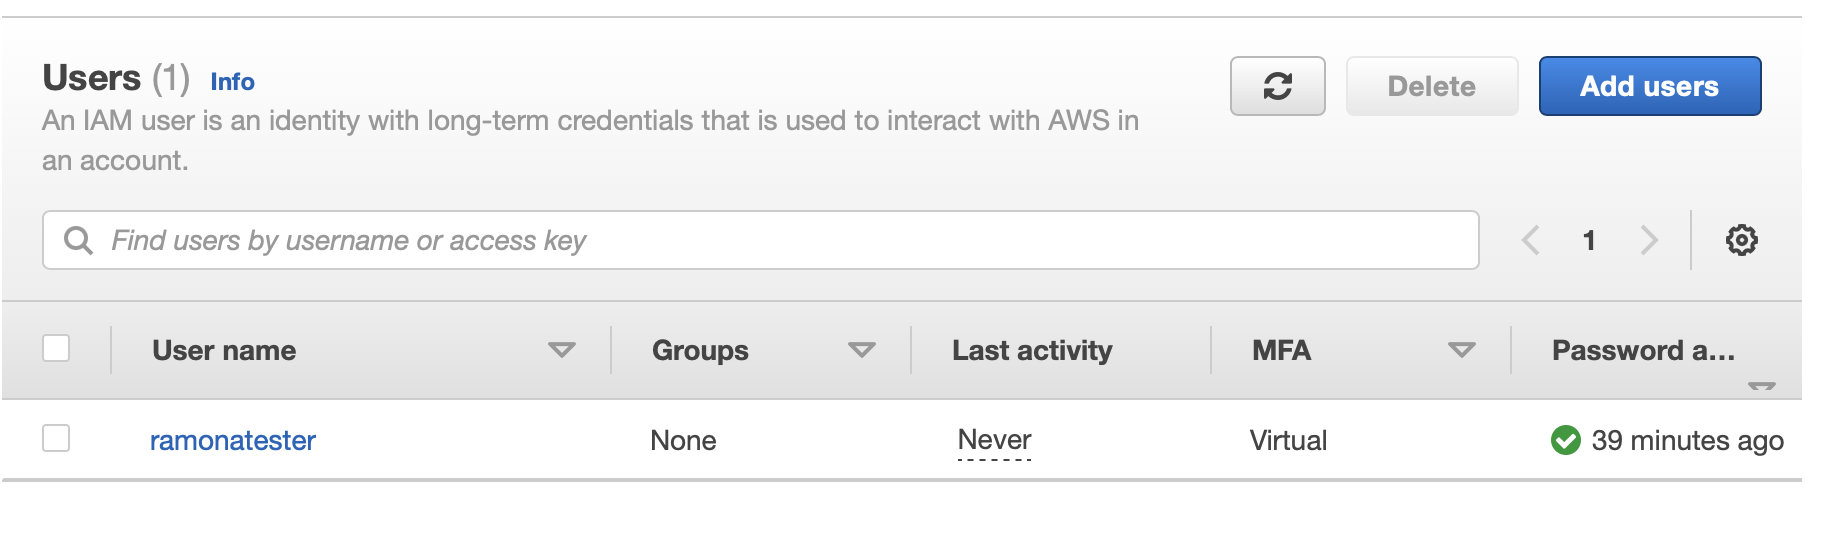 Users (1) Info
Delete
Add users
An IAM user is an identity with long-term credentials that is used to interact with AWS in
an account.
Find users by username or access key
1
User name Groups Last activity MFA Password a...
ramonatester None Never Virtual 39 minutes ago